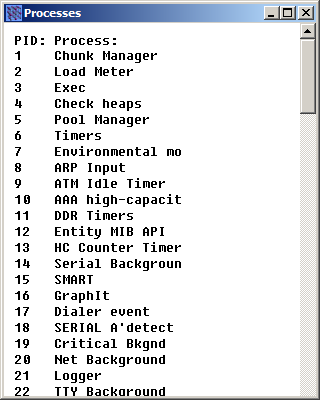 Processes
PID: Process:
1 Chunk Manager
2 Load Meter
3 Exec
4 Check heaps
5 Pool Manager
6 Timers
7 Environmental mo
8 ARP Input
9 ATM Idle Timer
10 AAA high-capacit
11 DDR Timers
12 Entity MIB API
13 HC Counter Timer
14 Serial Backgroun
15 SMART
16 GraphIt
17 Dialer event
18 SERIAL A'detect
19 Critical Bkgnd
20 Net Background
21 Logger
22 TTY Background